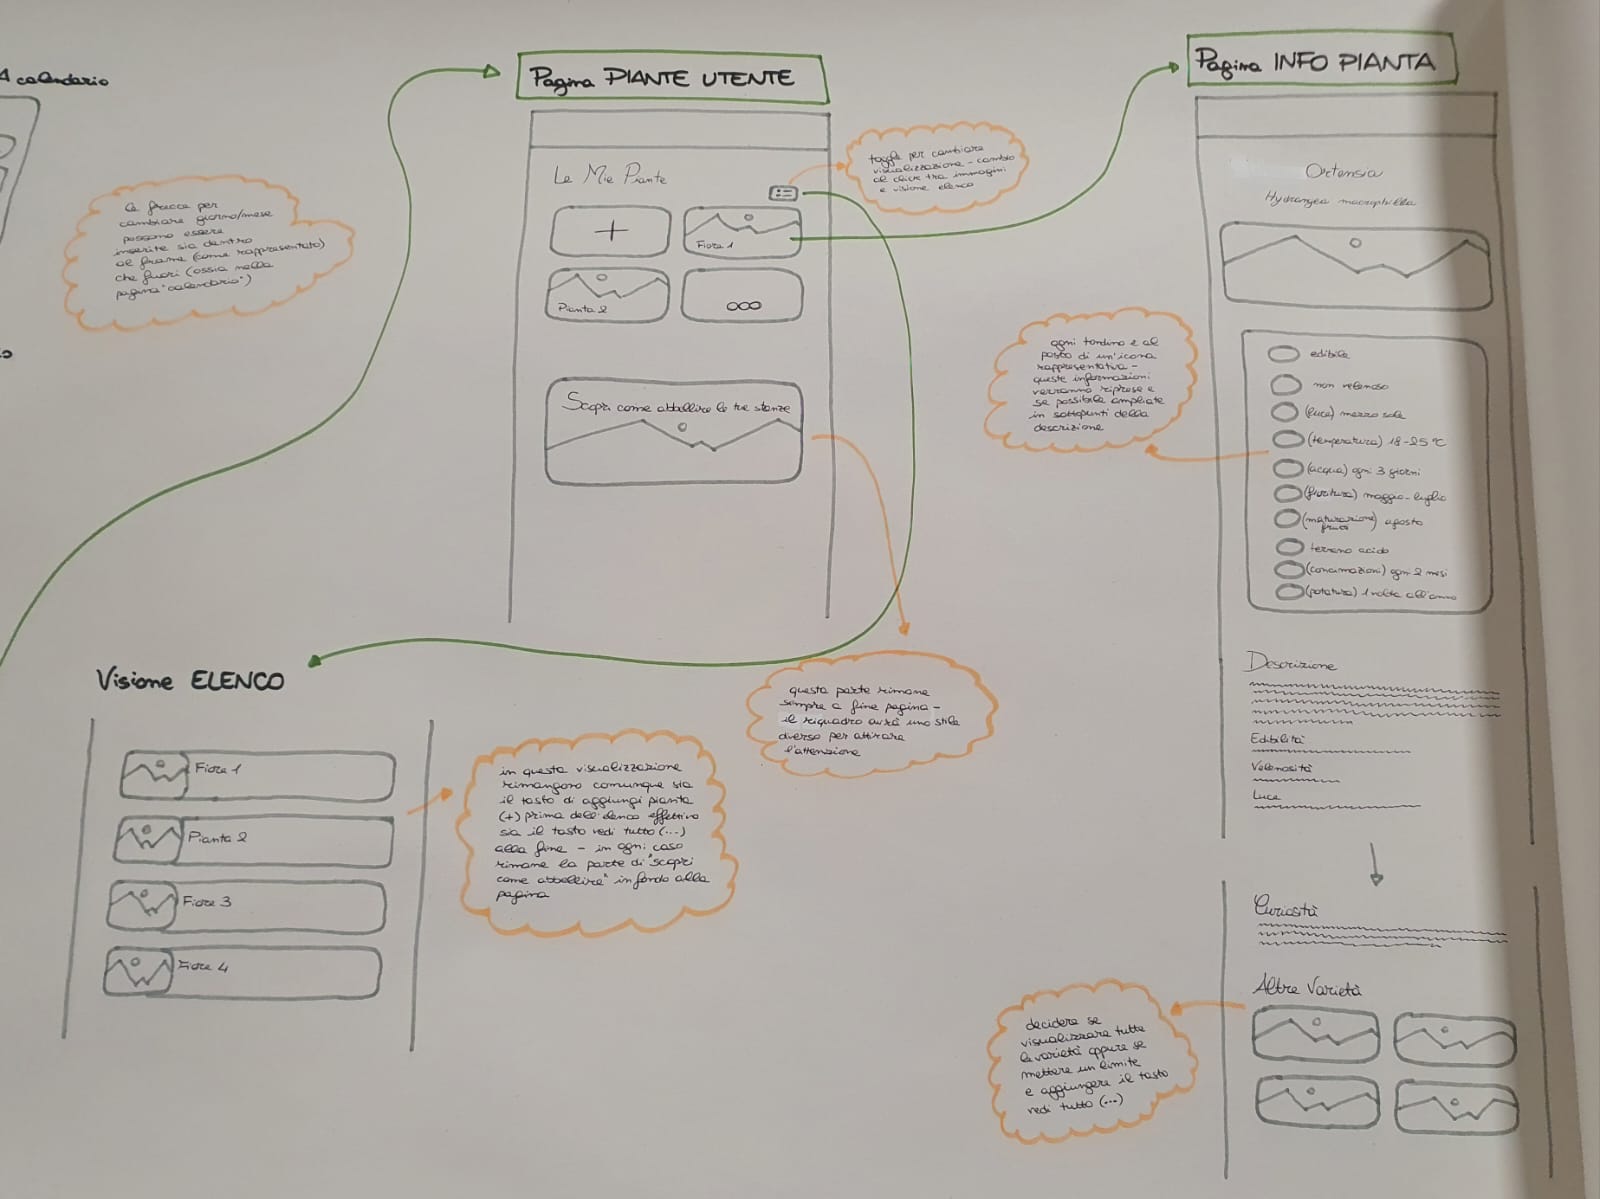 calendario
le frecce per
cambiare giorno/mese
possono essere
inserite sia dentro
al frame (come rappresentato)
che fuori (ossia nella
pagina "calendario")
Pagina PIANTE UTENTE
Le Mie Piante
+
Fiore 1
Pianta 2
ooo
Scopri come abbellire le tue stanze
toggle per cambiare
visualizzazione - cambio
al click tra immagini
e visione elenco
questa parte rimane
sempre a fine pagina -
il riquadro avrà uno stile
diverso per attirare
l'attenzione
Visione ELENCO
Fiore 1
Pianta 2
Fiore 3
Fiore 4
in questa visualizzazione
rimangono comunque sia
il tasto di aggiungi pianta
(+) prima dell'elenco effettivo
sia il tasto vedi tutto (...)
alla fine - in ogni caso
rimane la parte di "scopri
come abbellire" in fondo alla
pagina
Pagina INFO PIANTA
Ortensia
Hydrangea macrophilla
edibile
non velenoso
(luce) mezzo sole
(temperatura) 18-25 °C
(acqua) ogni 3 giorni
(fioritura) maggio-luglio
(maturazione frutto) agosto
terreno acido
(concimazioni) ogni 2 mesi
(potatura) 1 volta all'anno
ogni tondino è al
posto di un'icona
rappresentativa -
queste informazioni
verranno riprese e
se possibile ampliate
in sottopunti della
descrizione
Descrizione
Edibilità
Velenosità
Luce
Curiosità
Altre Varietà
decidere se
visualizzare tutte
le varietà oppure se
mettere un limite
e aggiungere il tasto
vedi tutto (...)